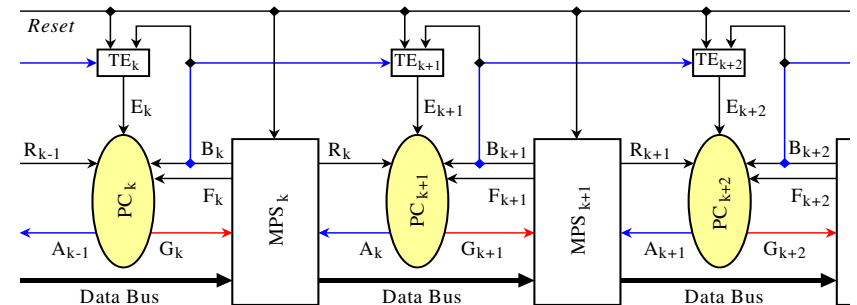 Reset
TEk TEk+1 TEk+2
Ek Ek+1 Ek+2
Rk-1 Bk Rk Bk+1 Rk+1 Bk+2
Fk Fk+1 Fk+2
PCk MPSk PCk+1 MPSk+1 PCk+2
Ak-1 Gk Ak Gk+1 Ak+1 Gk+2
Data Bus Data Bus Data Bus